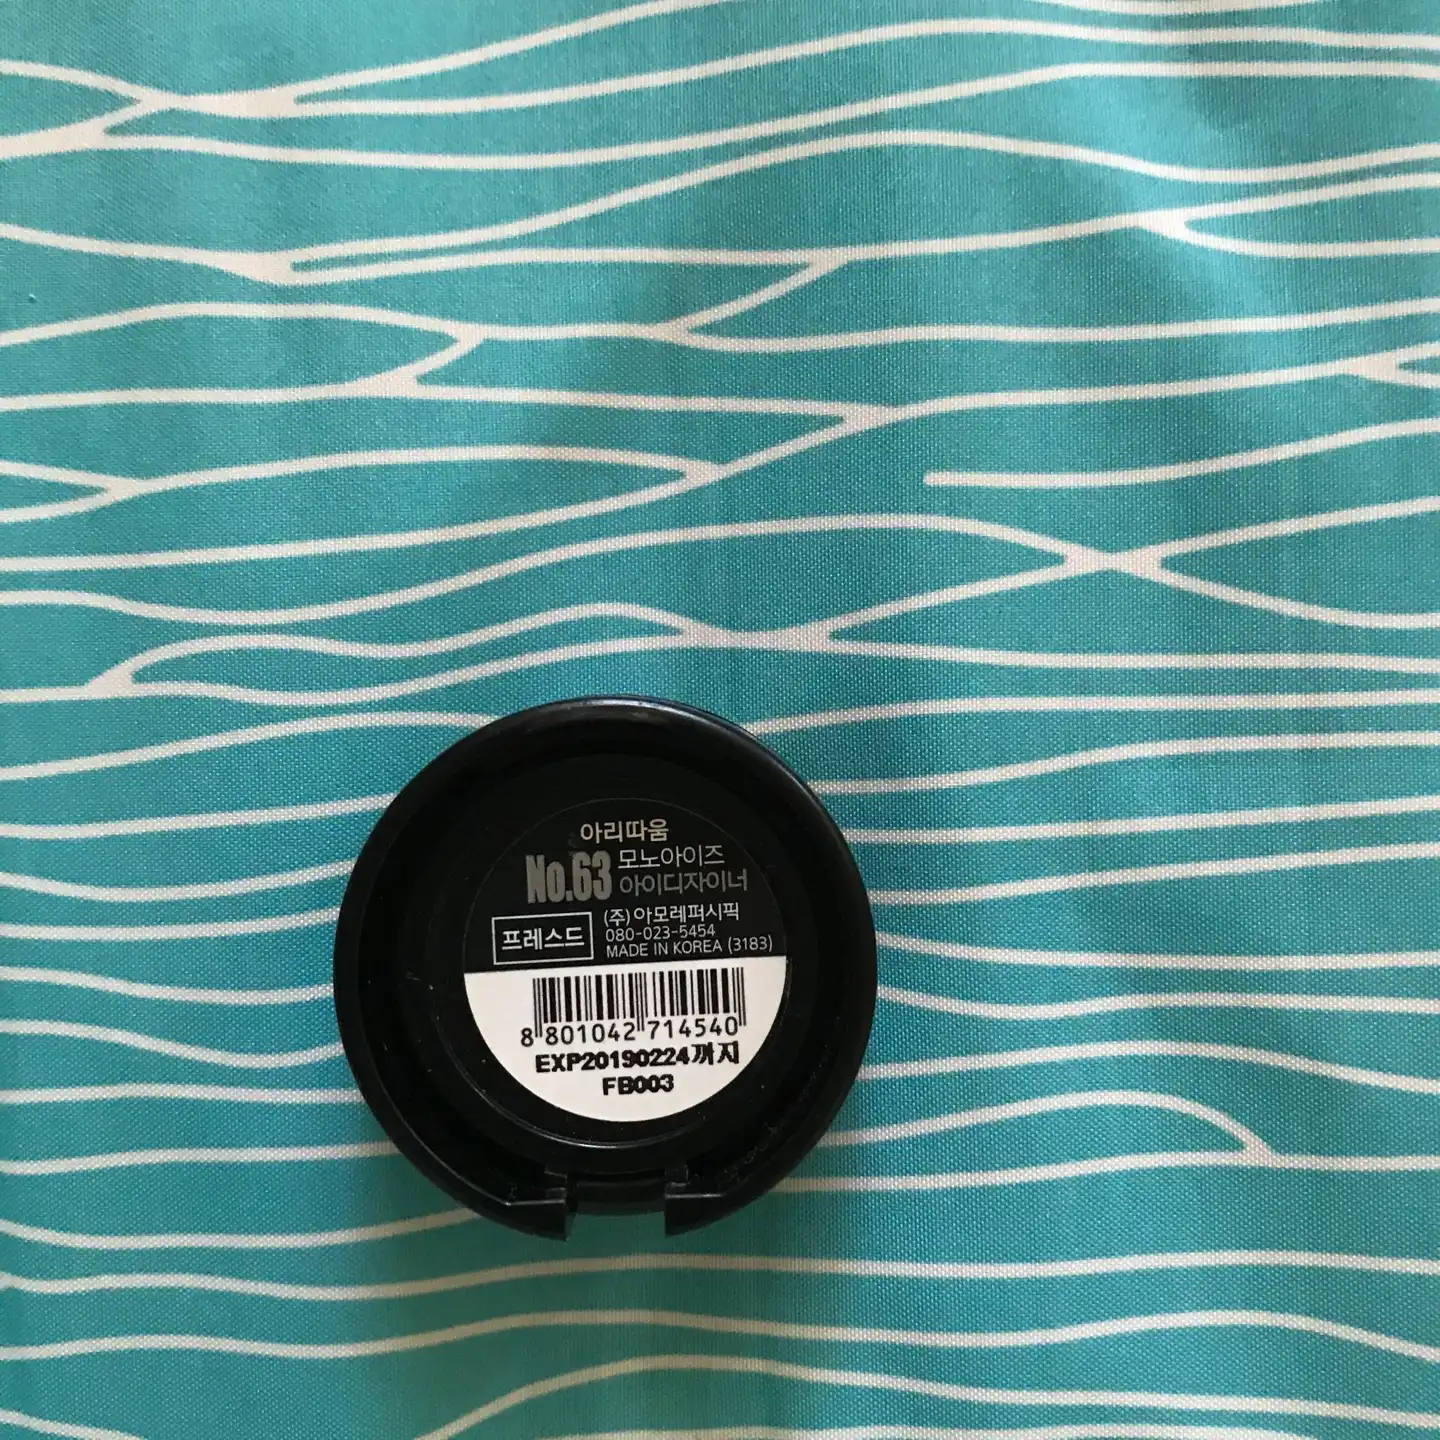 아리따움
No.63 모노아이즈
아이디자이너
프레스드
(주)아모레퍼시픽
080-023-5454
MADE IN KOREA (3183)
8 801042 714540
EXP20190224까지
FB003